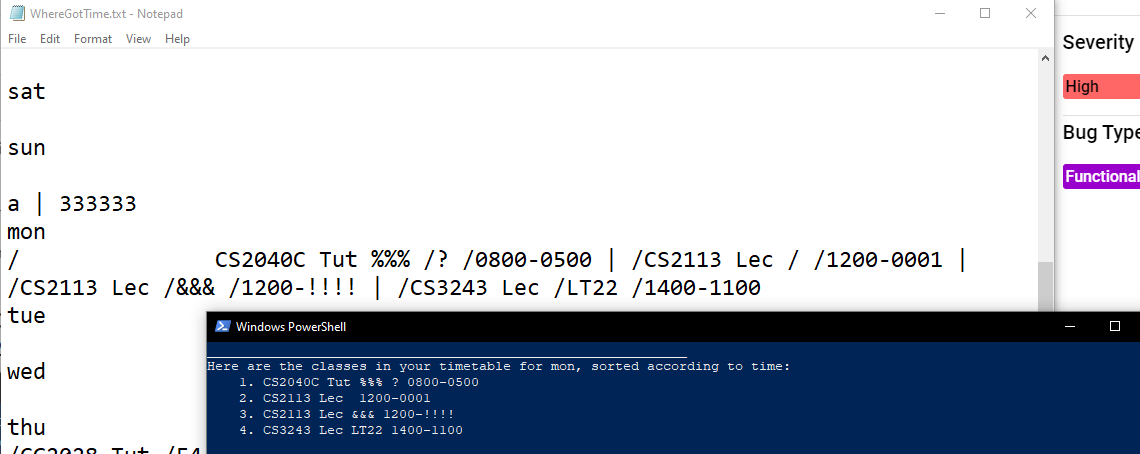 WhereGotTime.txt - Notepad
File Edit Format View Help
sat
sun
a | 333333
mon
/ CS2040C Tut %%% /? /0800-0500 | /CS2113 Lec / /1200-0001 |
/CS2113 Lec /&&& /1200-!!!! | /CS3243 Lec /LT22 /1400-1100
tue
wed
thu
Severity
High
Bug Type
Functional
Windows PowerShell
Here are the classes in your timetable for mon, sorted according to time:
1. CS2040C Tut %%% ? 0800-0500
2. CS2113 Lec  1200-0001
3. CS2113 Lec &&& 1200-!!!!
4. CS3243 Lec LT22 1400-1100